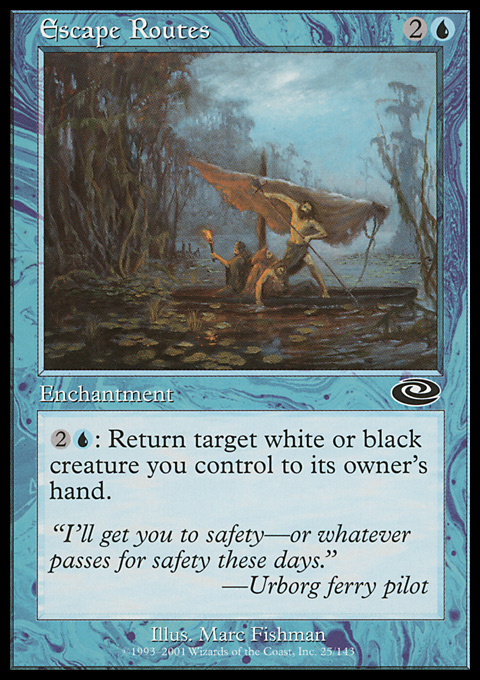 Escape Routes 2
Enchantment
2: Return target white or black
creature you control to its owner's
hand.
“I'll get you to safety—or whatever
passes for safety these days.”
—Urborg ferry pilot
Illus. Marc Fishman
©1993–2001 Wizards of the Coast, Inc. 25/143